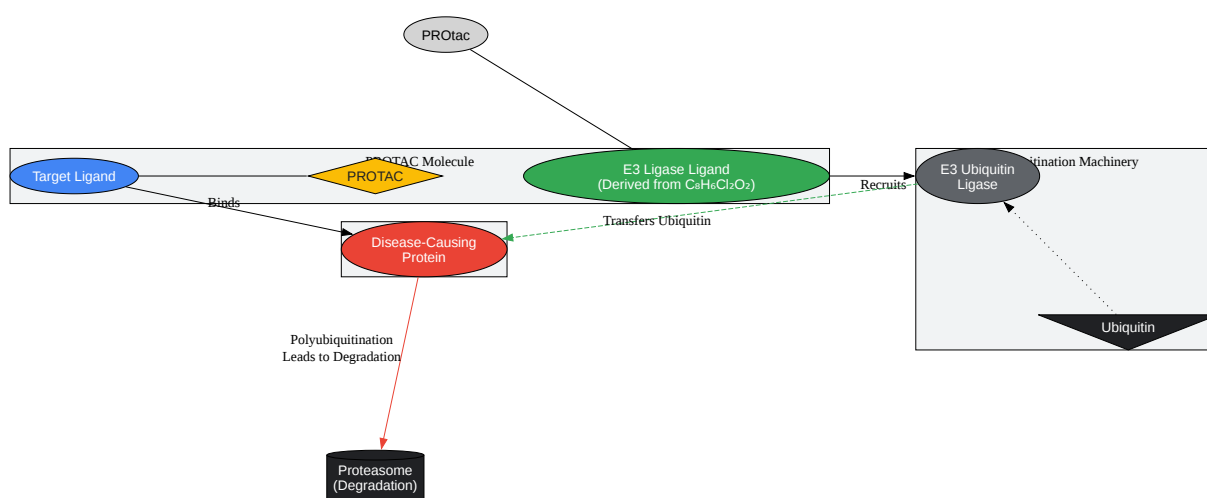 PROtac
PROTAC Molecule
Target Ligand
PROTAC
E3 Ligase Ligand
(Derived from C₈H₆Cl₂O₂)
Recruits
E3 Ubiquitin
Ligase
Machinery
Binds
Transfers Ubiquitin
Disease-Causing
Protein
Ubiquitin
Polyubiquitination
Leads to Degradation
Proteasome
(Degradation)